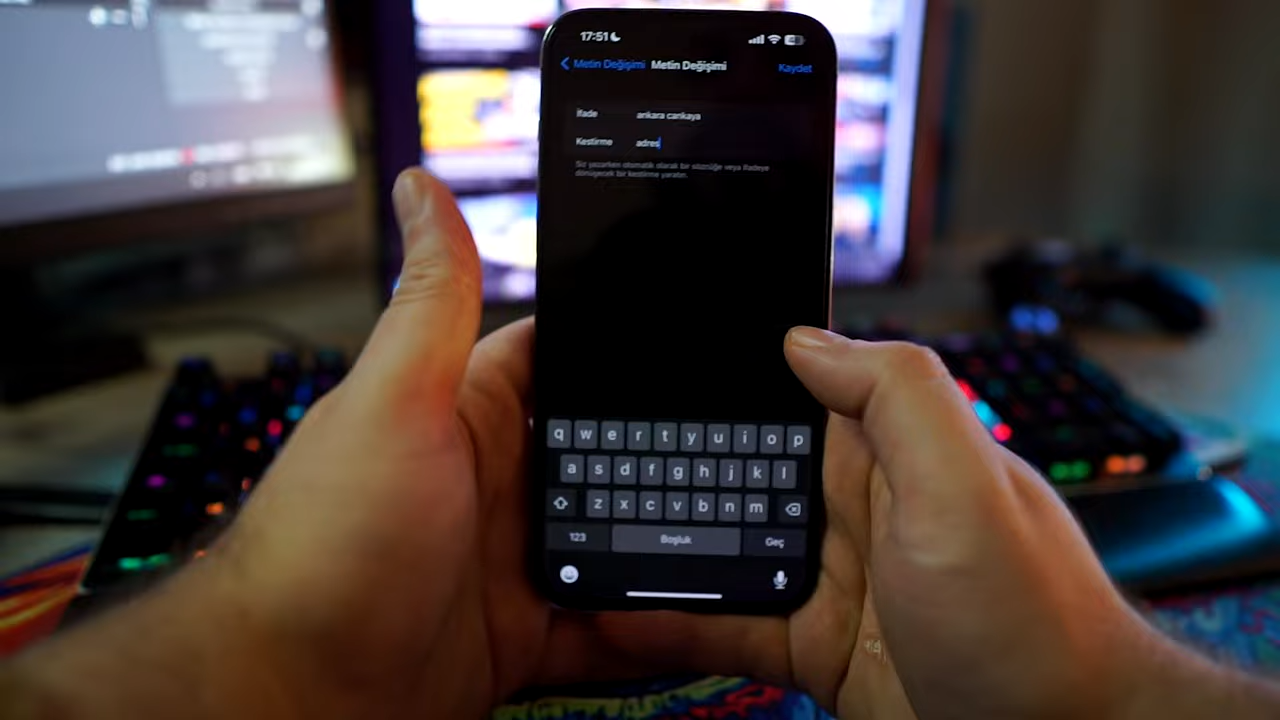 17:51
Metin Değişimi Metin Değişimi Kaydet
İfade ankara cankaya
Kestirme adres
Siz yazarken otomatik olarak bir sözcüğe veya ifadeye
dönüşecek bir kestirme yaratın.
q w e r t y u i o p
a s d f g h j k l
z x c v b n m
123 Boşluk Geç